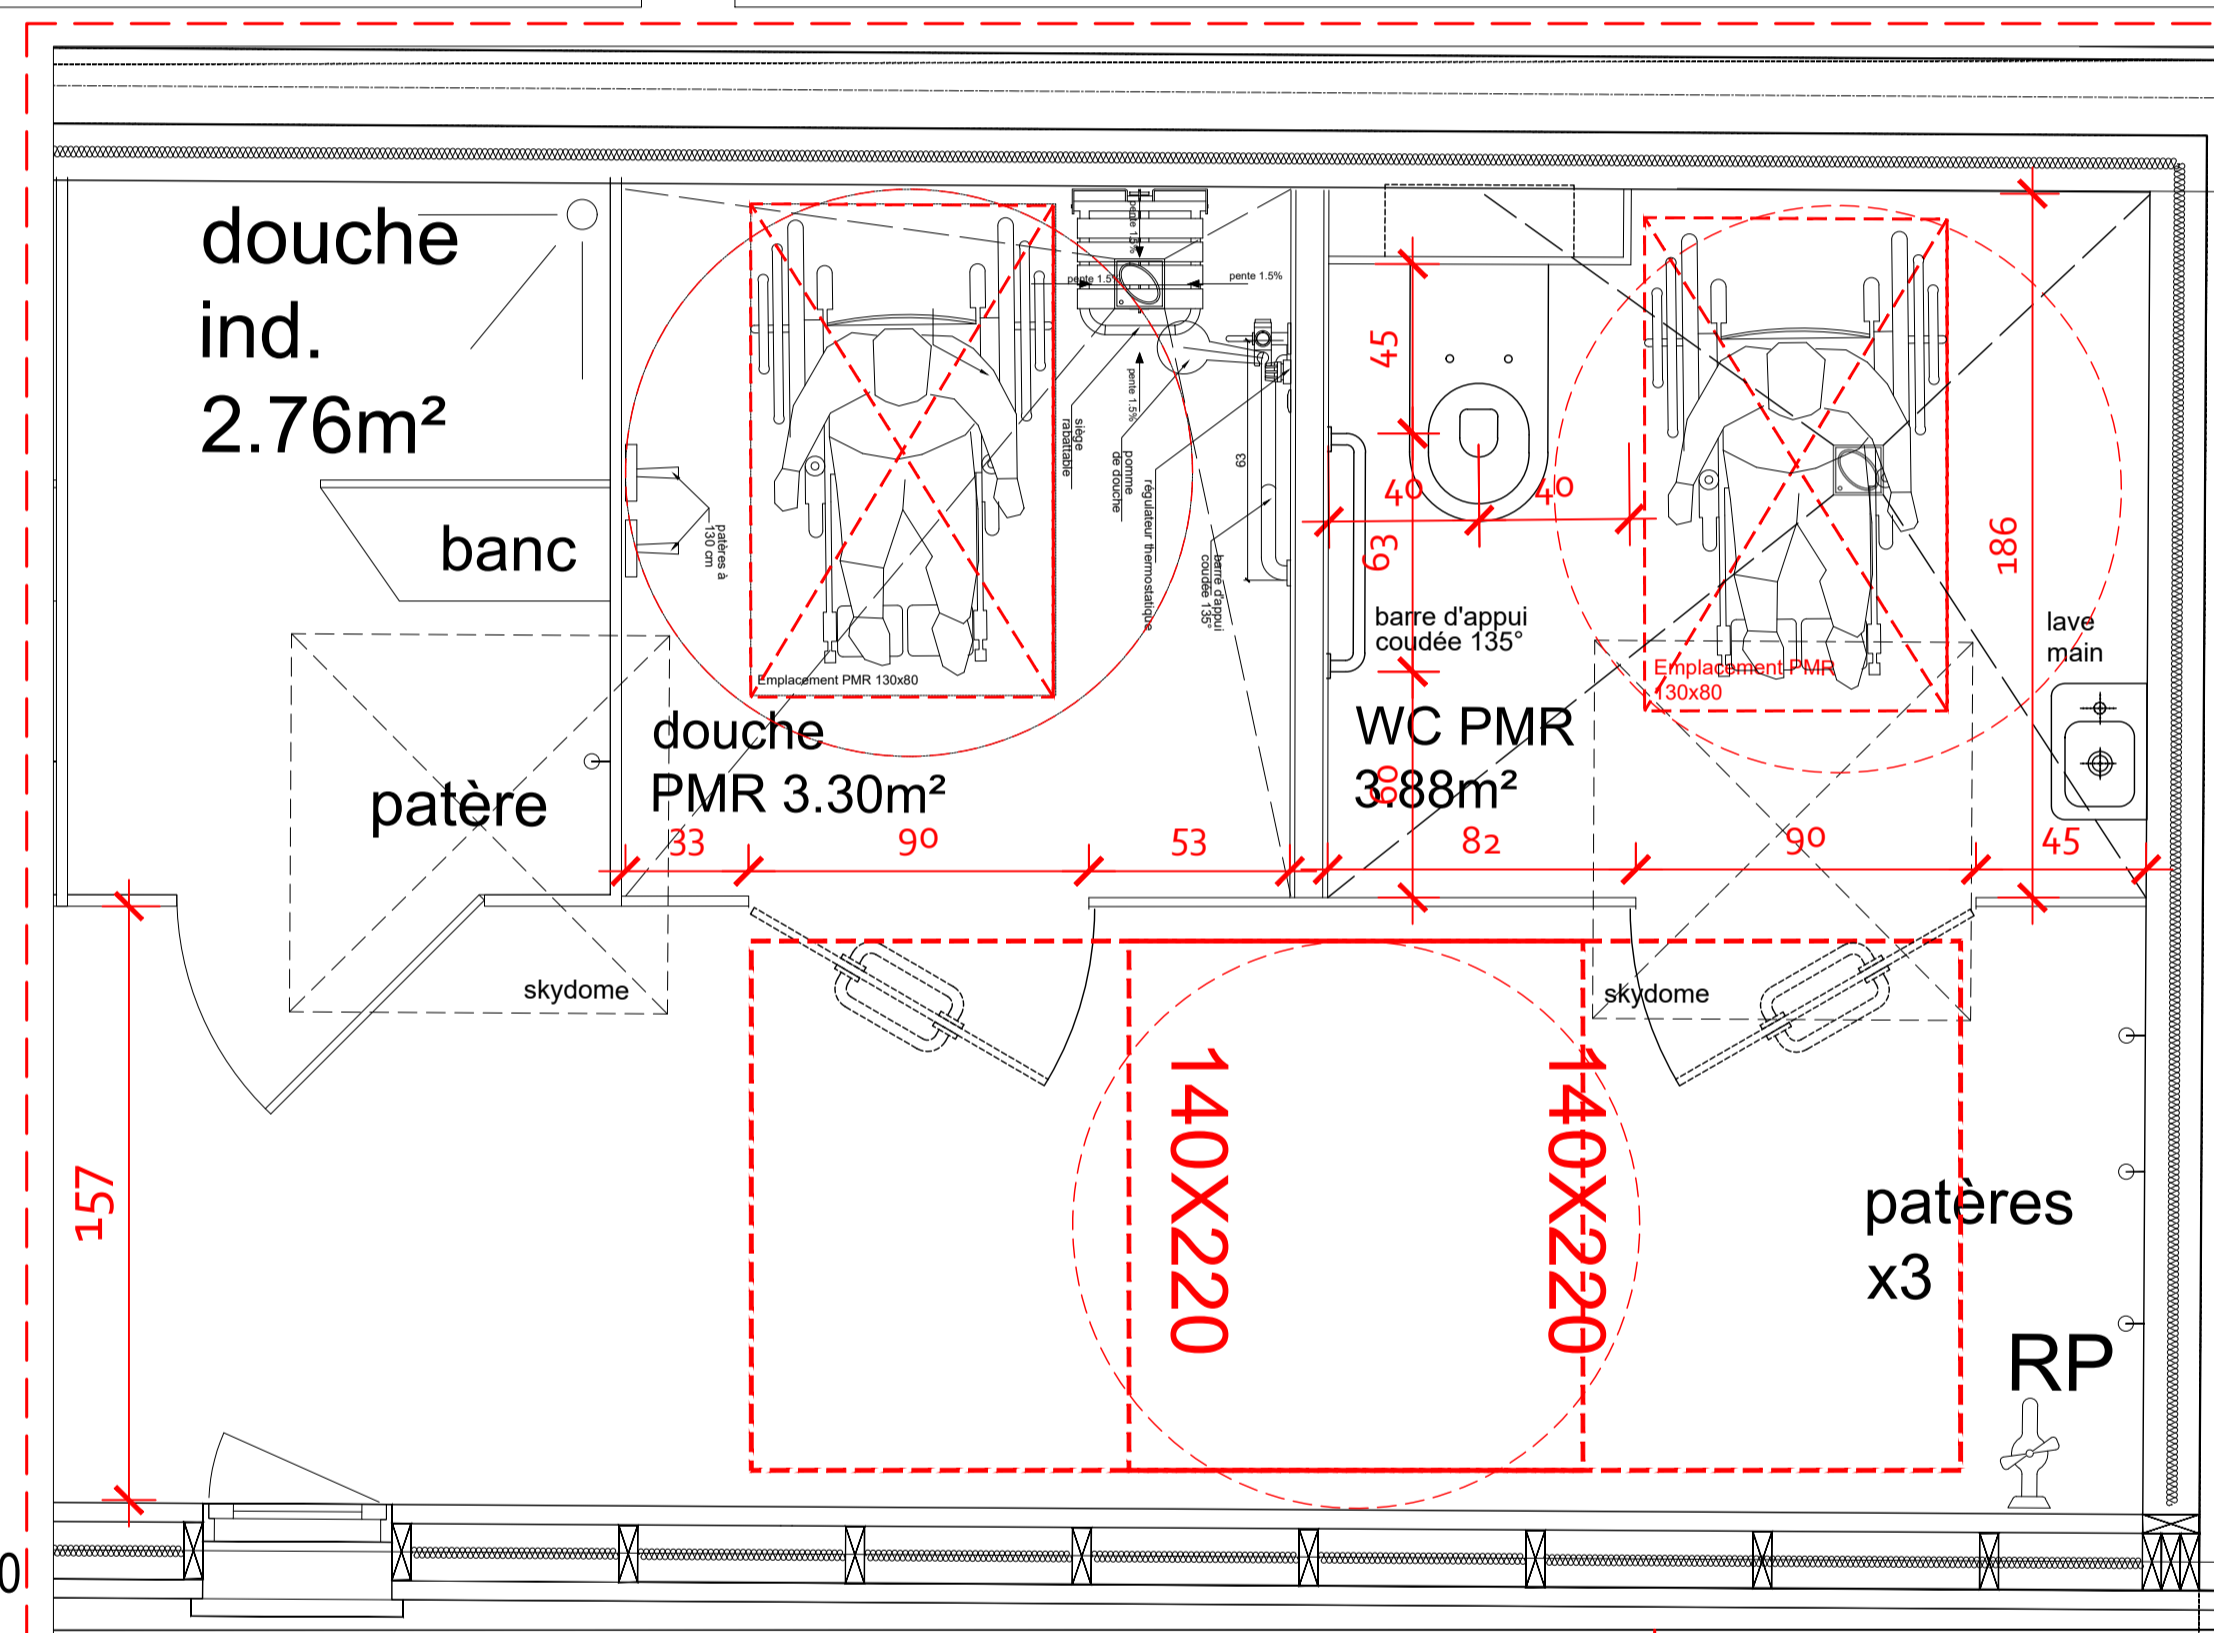 douche
ind.
2.76m²
banc
patère
skydome
157
0
patères à
130 cm
Emplacement PMR 130x80
douche
PMR 3.30m²
33
90
53
pente 1.5%
pente 1.5%
pente 1.5%
pente 1.5%
siège
rabattable
pomme
de douche
régulateur thermostatique
barre d'appui
coudée 135°
63
45
40
40
63
barre d'appui
coudée 135°
WC PMR
3.88m²
60
82
90
45
Emplacement PMR
130x80
186
lave
main
skydome
140X220
140X220
patères
x3
RP